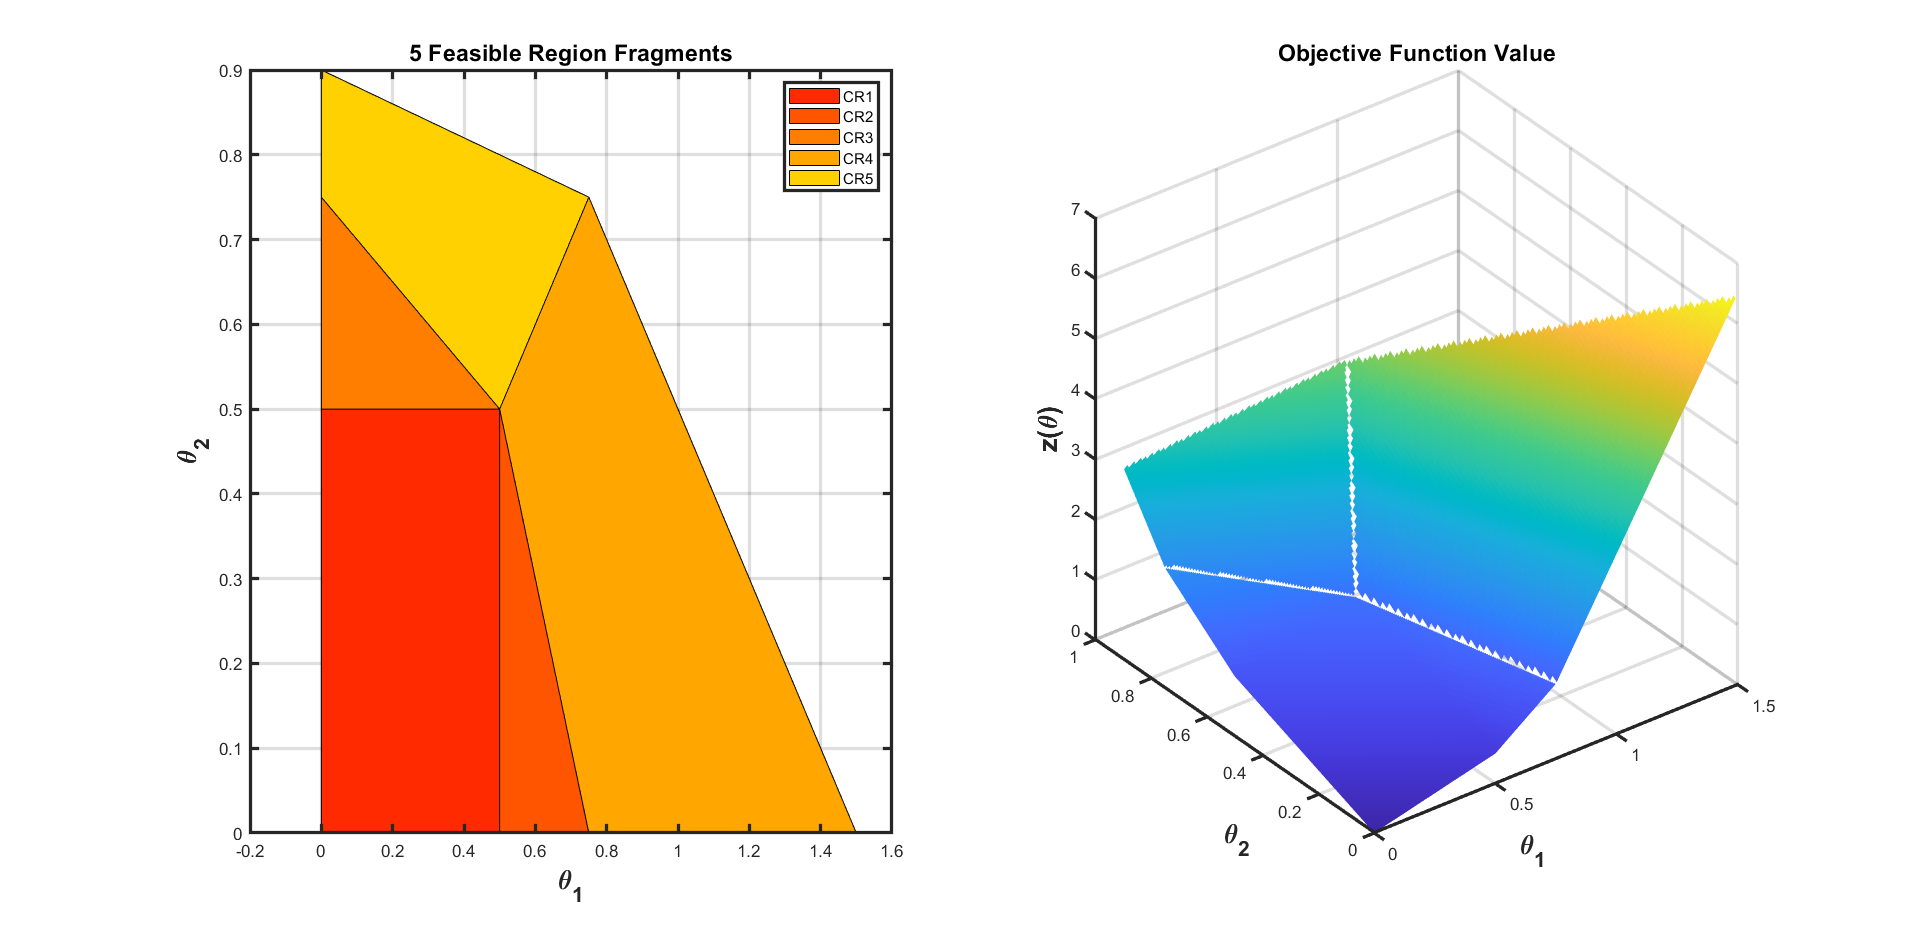 5 Feasible Region Fragments
0.9
0.8
0.7
0.6
0.5
0.4
0.3
0.2
0.1
0
-0.2 0 0.2 0.4 0.6 0.8 1 1.2 1.4 1.6
θ2
θ1
CR1
CR2
CR3
CR4
CR5
Objective Function Value
7
6
5
4
3
2
1
0
z(θ)
1
0.8
0.6
0.4
0.2
0
θ2
0
0.5
1
1.5
θ1